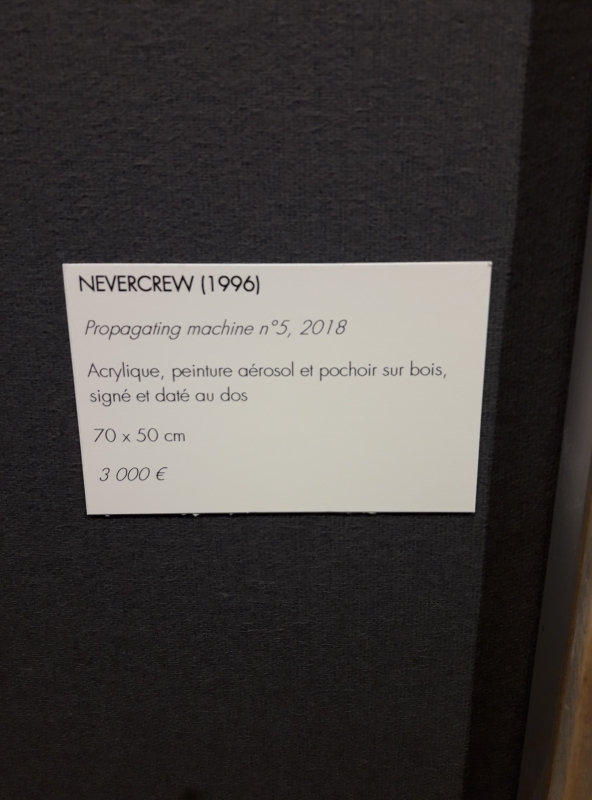 NEVERCREW (1996)
Propagating machine n°5, 2018
Acrylique, peinture aérosol et pochoir sur bois,
signé et daté au dos
70 x 50 cm
3 000 €